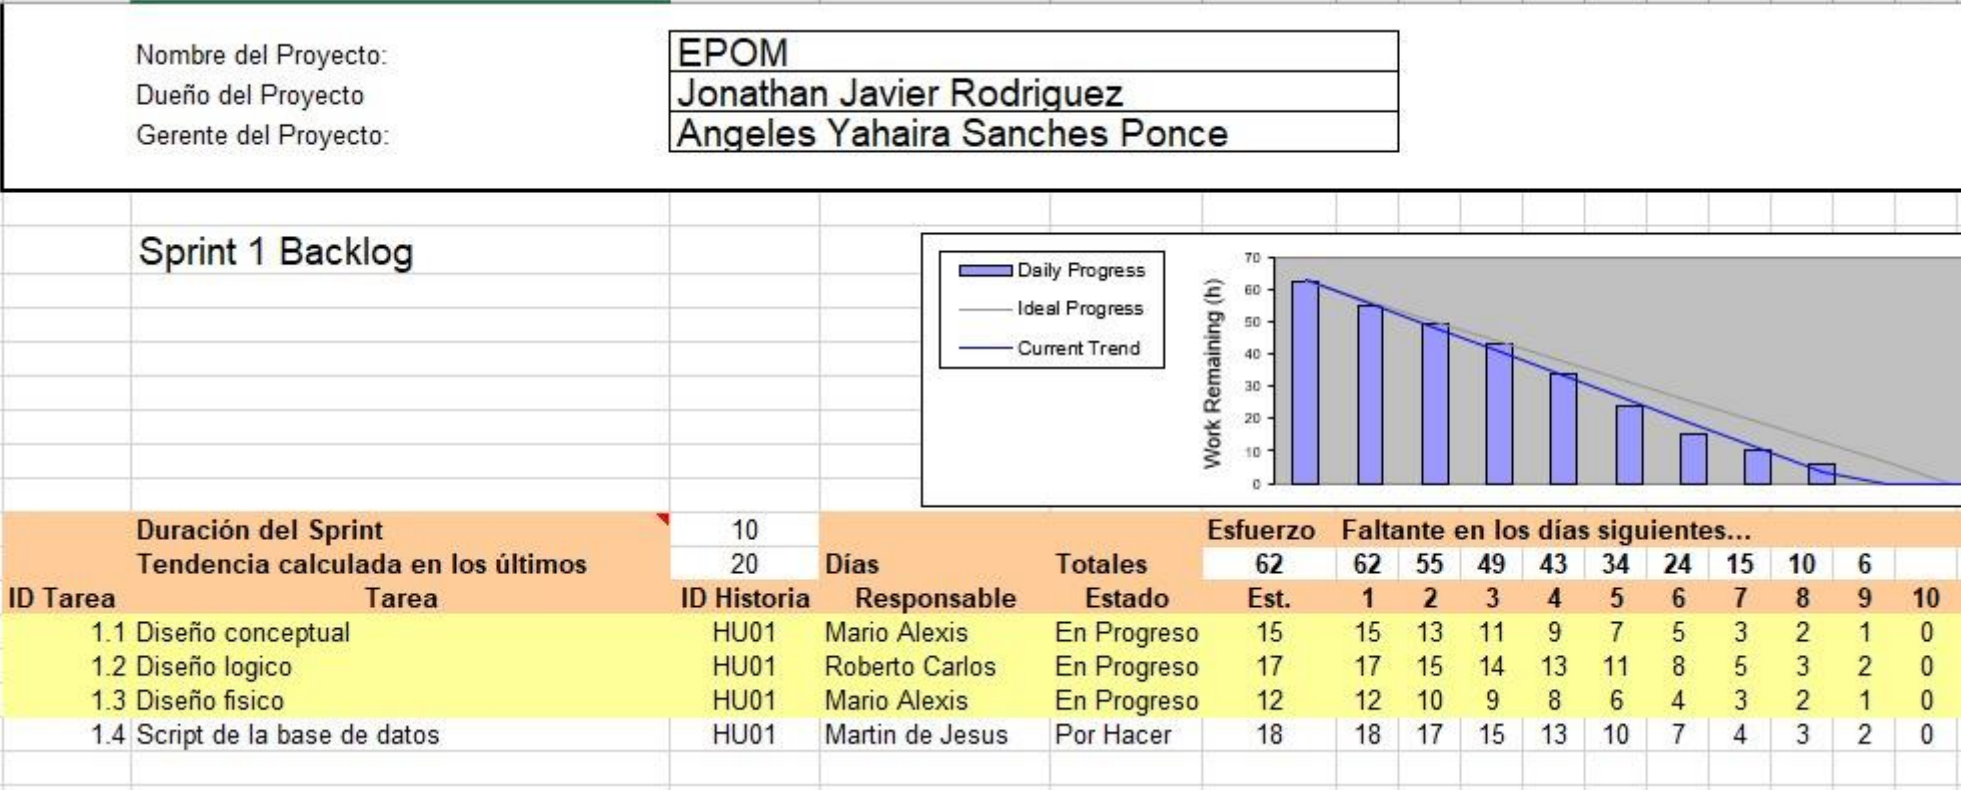 Nombre del Proyecto: EPOM
Dueño del Proyecto Jonathan Javier Rodriguez
Gerente del Proyecto: Angeles Yahaira Sanches Ponce
Sprint 1 Backlog
Daily Progress
Ideal Progress
Current Trend
Work Remaining (h)
70
60
50
40
30
20
10
0
Duración del Sprint 10 Esfuerzo Faltante en los días siguientes...
Tendencia calculada en los últimos 20 Días Totales 62 62 55 49 43 34 24 15 10 6
ID Tarea Tarea ID Historia Responsable Estado Est. 1 2 3 4 5 6 7 8 9 10
1.1 Diseño conceptual HU01 Mario Alexis En Progreso 15 15 13 11 9 7 5 3 2 1 0
1.2 Diseño logico HU01 Roberto Carlos En Progreso 17 17 15 14 13 11 8 5 3 2 0
1.3 Diseño fisico HU01 Mario Alexis En Progreso 12 12 10 9 8 6 4 3 2 1 0
1.4 Script de la base de datos HU01 Martin de Jesus Por Hacer 18 18 17 15 13 10 7 4 3 2 0